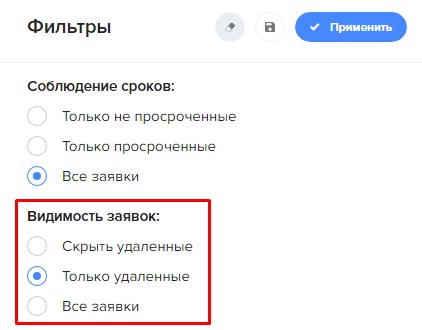 Фильтры
Применить
Соблюдение сроков:
Только не просроченные
Только просроченные
Все заявки
Видимость заявок:
Скрыть удаленные
Только удаленные
Все заявки